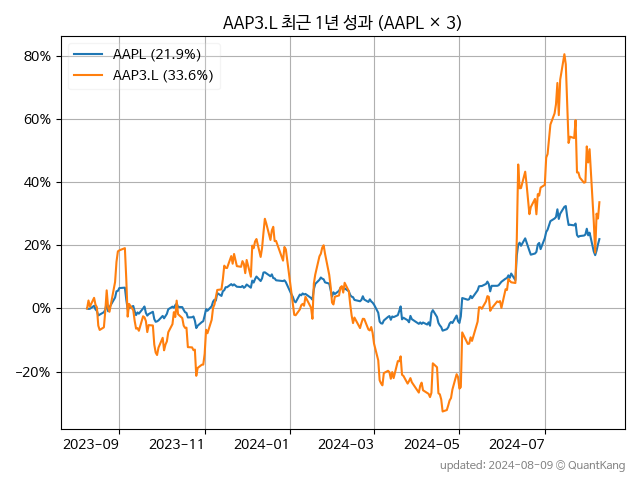 AAP3.L 최근 1년 성과 (AAPL × 3)
AAPL (21.9%)
AAP3.L (33.6%)
80%
60%
40%
20%
0%
−20%
2023-09 2023-11 2024-01 2024-03 2024-05 2024-07
updated: 2024-08-09 © QuantKang